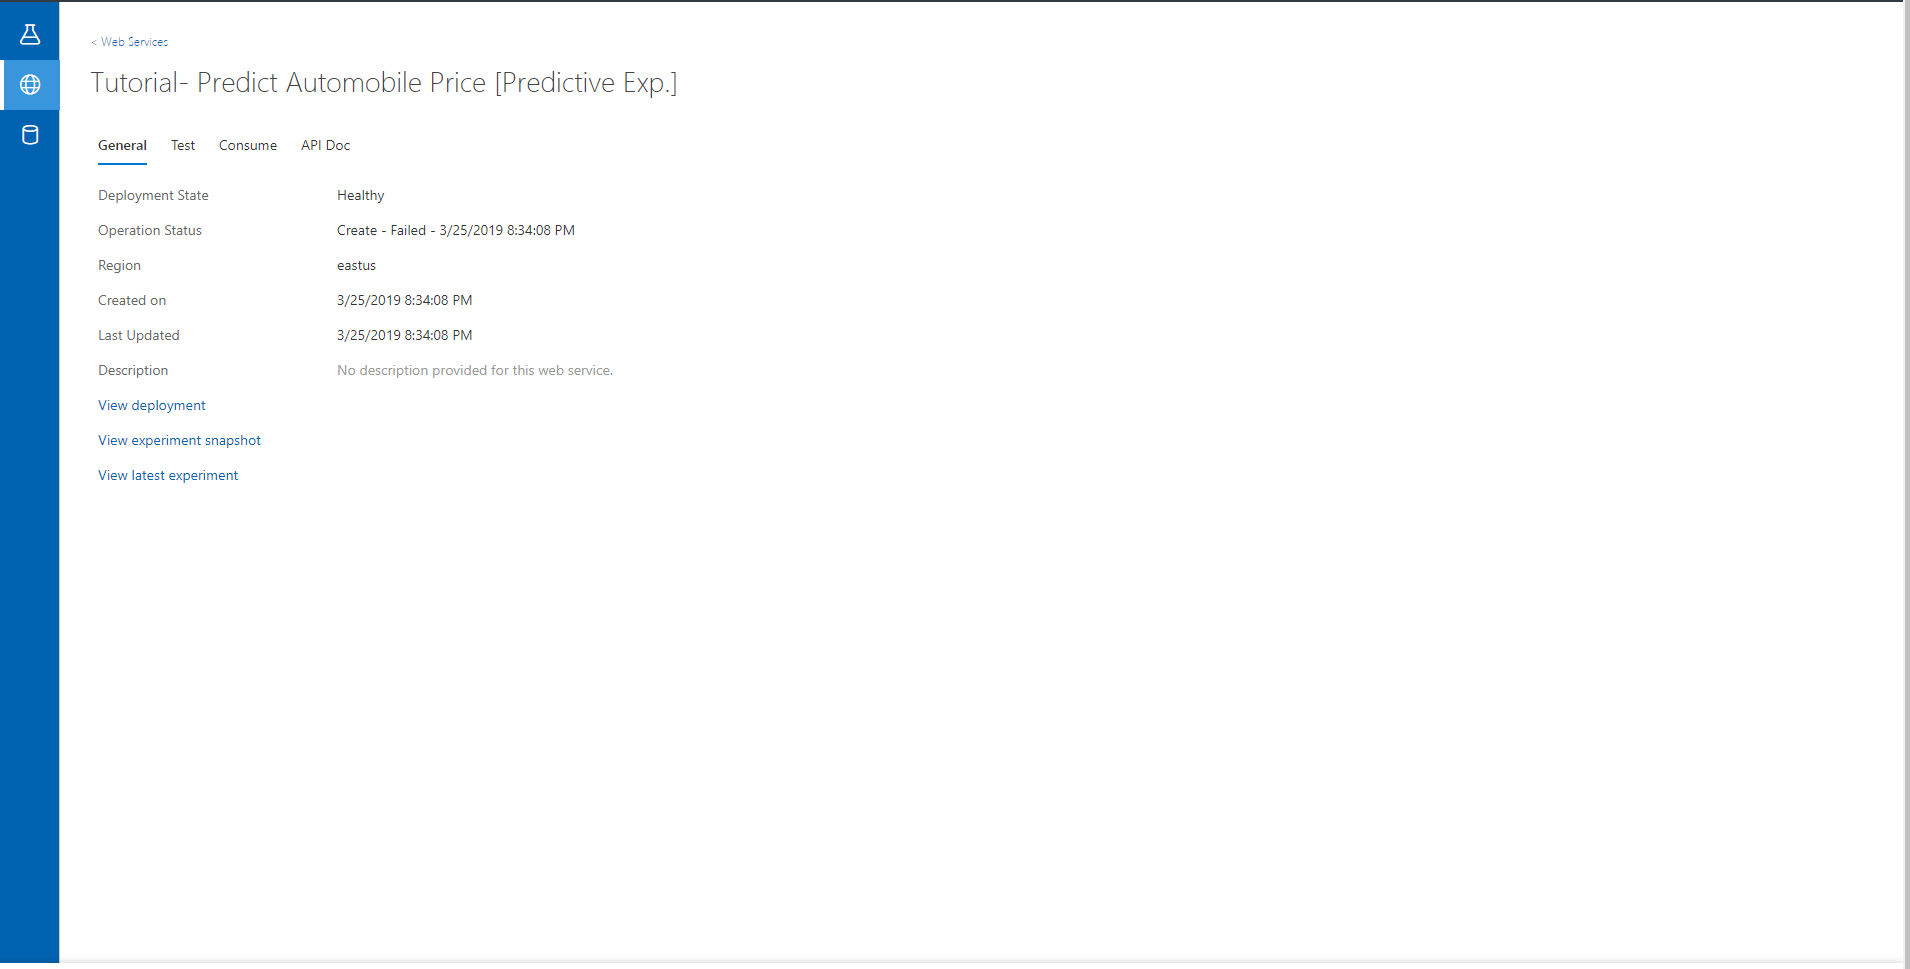 < Web Services
Tutorial- Predict Automobile Price [Predictive Exp.]
General Test Consume API Doc
Deployment State Healthy
Operation Status Create - Failed - 3/25/2019 8:34:08 PM
Region eastus
Created on 3/25/2019 8:34:08 PM
Last Updated 3/25/2019 8:34:08 PM
Description No description provided for this web service.
View deployment
View experiment snapshot
View latest experiment